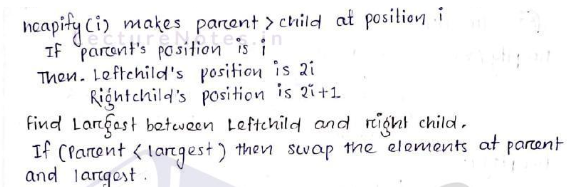 heapify(i) makes parent > child at position i
If parent's position is i
Then. Leftchild's position is 2i
Rightchild's position is 2i+1
Find Largest between Leftchild and right child.
If (Parent < largest) then swap the elements at parent
and largest.